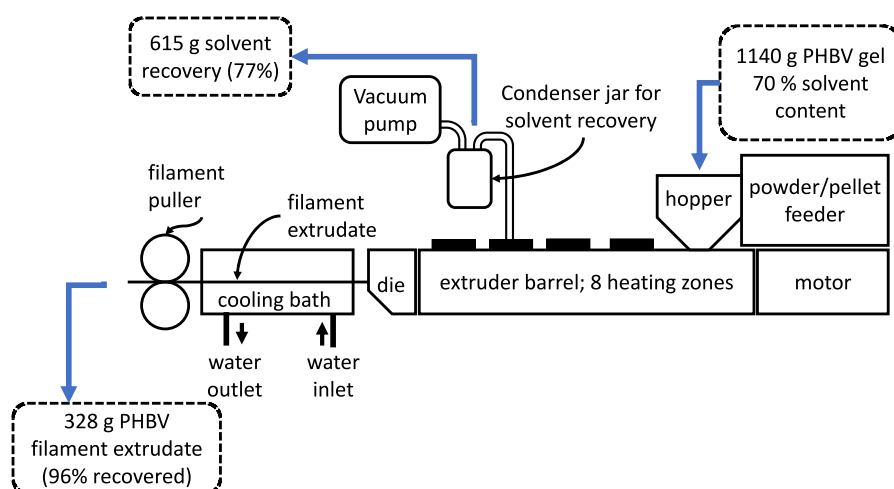 615 g solvent
recovery (77%)
1140 g PHBV gel
70 % solvent
content
Vacuum
pump
Condenser jar for
solvent recovery
filament
puller
filament
extrudate
hopper
powder/pellet
feeder
die
extruder barrel; 8 heating zones
motor
cooling bath
water
outlet
water
inlet
328 g PHBV
filament extrudate
(96% recovered)